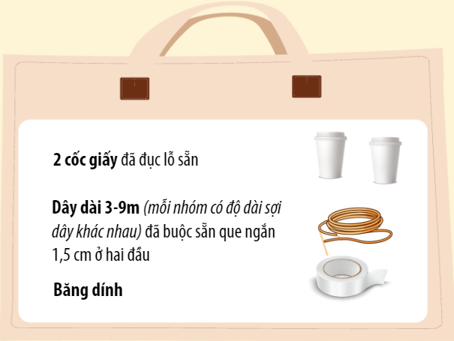 2 cốc giấy đã đục lỗ sẵn
Dây dài 3-9m (mỗi nhóm có độ dài sợi
dây khác nhau) đã buộc sẵn que ngắn
1,5 cm ở hai đầu
Băng dính